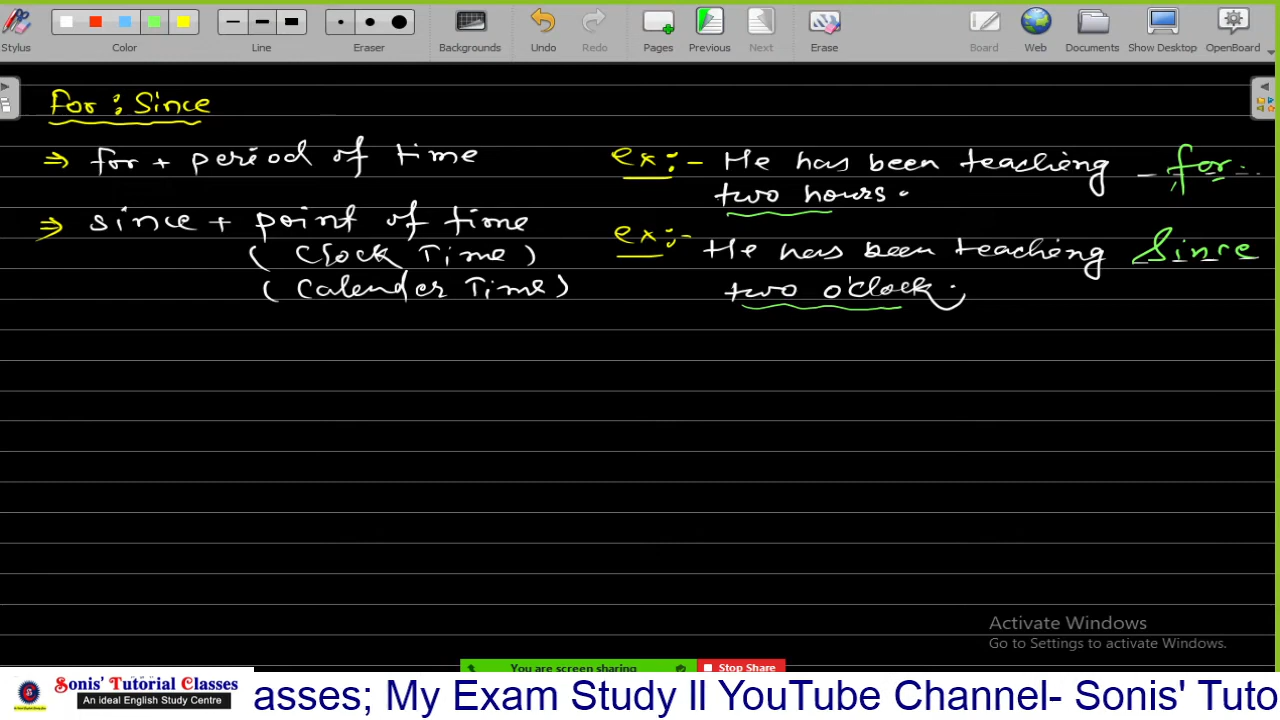 Stylus
Color
Line
Eraser
Backgrounds
Undo
Redo
Pages
Previous
Next
Erase
Board
Web
Documents
Show Desktop
OpenBoard
For : Since
⇒ for + period of time
⇒ since + point of time
( Clock Time )
( Calender Time )
ex:- He has been teaching - for -
two hours.
ex:- He has been teaching Since
two o'clock.
Activate Windows
Go to Settings to activate Windows.
You are screen sharing
Stop Share
Sonis' Tutorial Classes
An ideal English Study Centre
asses; My Exam Study ll YouTube Channel- Sonis' Tuto